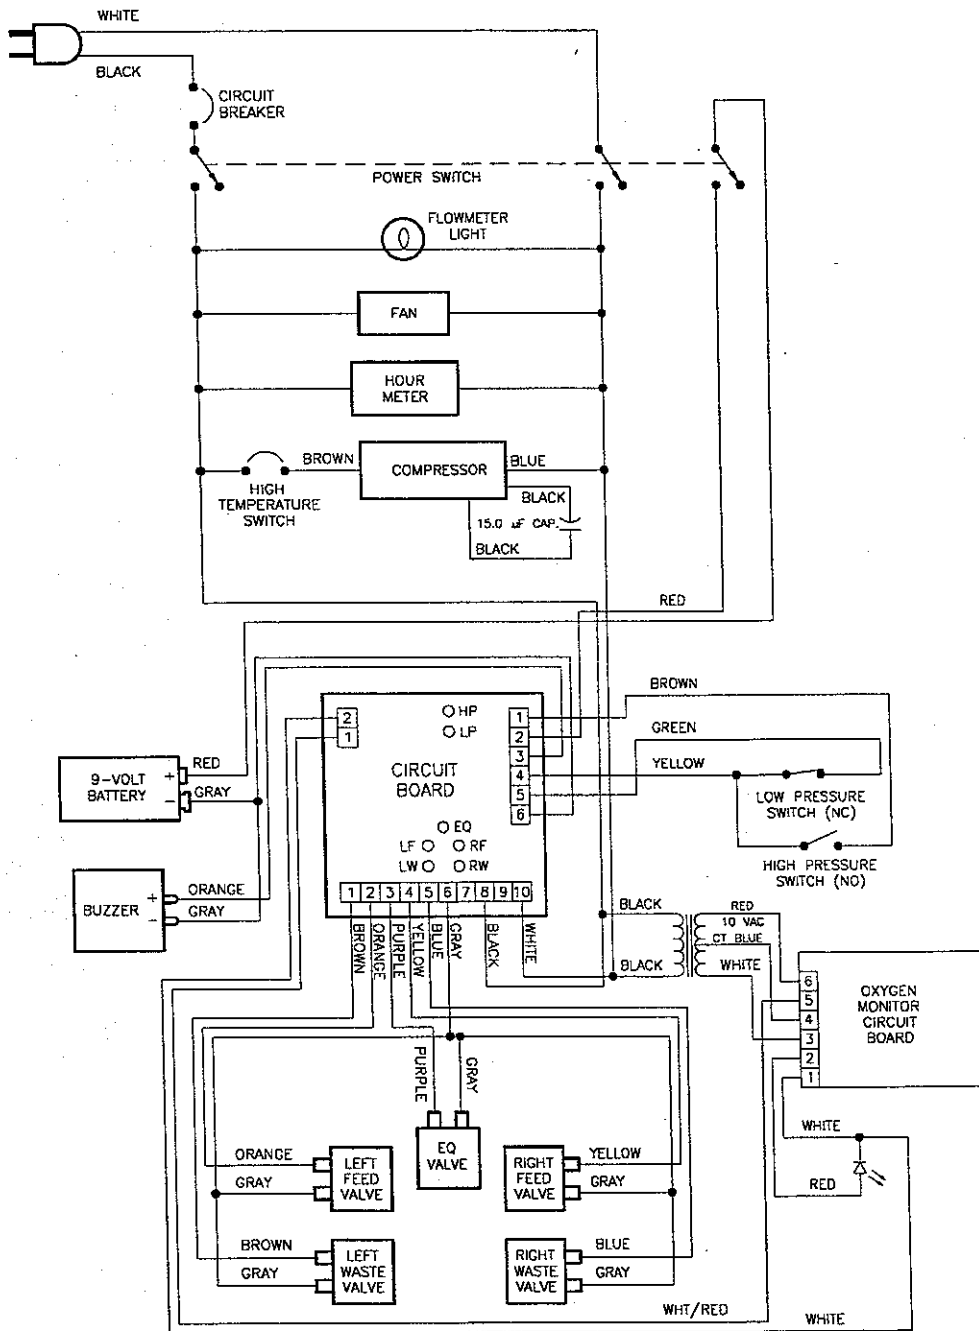 WHITE
BLACK
CIRCUIT
BREAKER
POWER SWITCH
FLOWMETER
LIGHT
FAN
HOUR
METER
BROWN
COMPRESSOR
BLUE
HIGH
TEMPERATURE
SWITCH
BLACK
15.0 µF CAP.
BLACK
RED
BROWN
GREEN
YELLOW
2
1
HP
LP
1
2
3
4
5
6
CIRCUIT
BOARD
9-VOLT
BATTERY
+
−
RED
GRAY
LOW PRESSURE
SWITCH (NC)
HIGH PRESSURE
SWITCH (NO)
EQ
LF
RF
LW
RW
1 2 3 4 5 6 7 8 9 10
BUZZER
+
−
ORANGE
GRAY
BROWN
ORANGE
PURPLE
YELLOW
BLUE
GRAY
BLACK
WHITE
BLACK
BLACK
RED
10 VAC
CT BLUE
WHITE
6
5
4
3
2
1
OXYGEN
MONITOR
CIRCUIT
BOARD
PURPLE
GRAY
EQ
VALVE
ORANGE
GRAY
LEFT
FEED
VALVE
RIGHT
FEED
VALVE
YELLOW
GRAY
WHITE
RED
BROWN
GRAY
LEFT
WASTE
VALVE
RIGHT
WASTE
VALVE
BLUE
GRAY
WHT/RED
WHITE